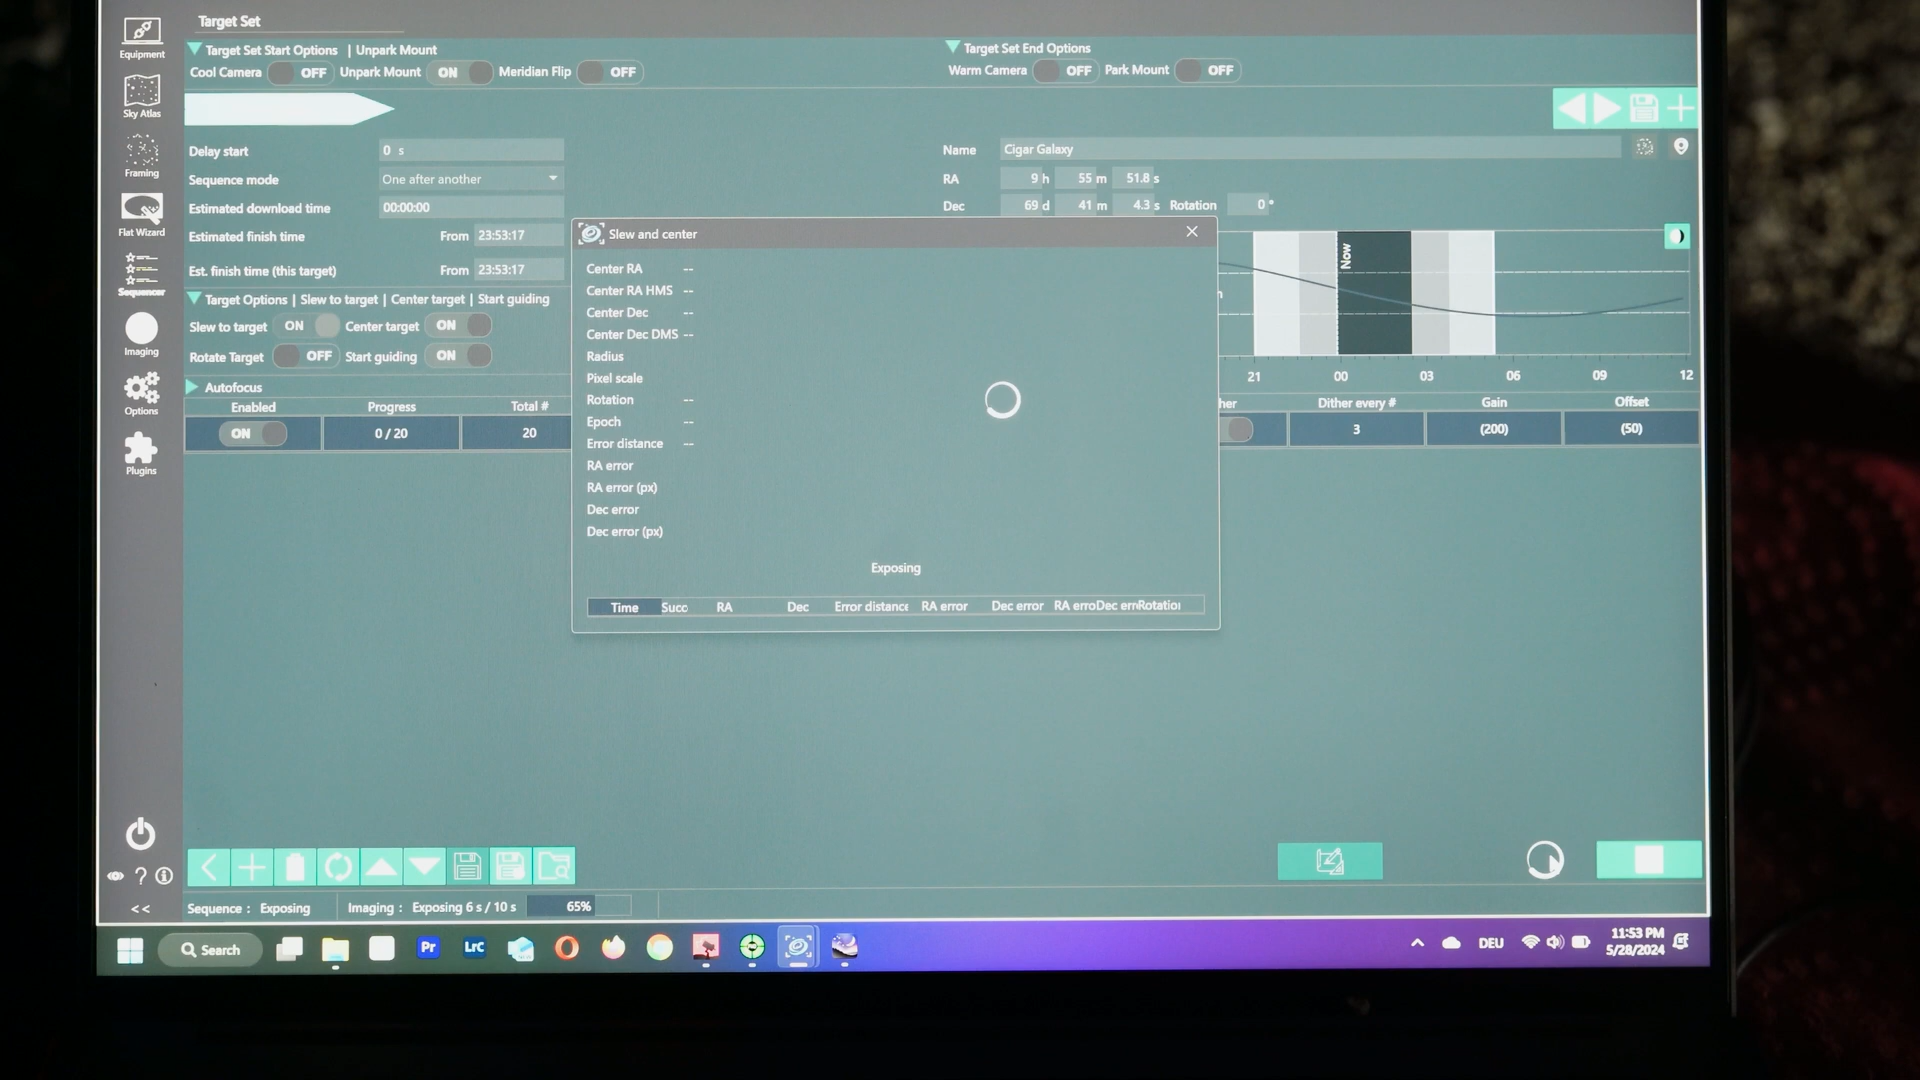 Target Set
Equipment
Sky Atlas
Framing
Flat Wizard
Sequencer
Imaging
Options
Plugins
Target Set Start Options | Unpark Mount
Cool Camera OFF Unpark Mount ON Meridian Flip OFF
Target Set End Options
Warm Camera OFF Park Mount OFF
Delay start 0 s
Sequence mode One after another
Estimated download time 00:00:00
Estimated finish time From 23:53:17
Est. finish time (this target) From 23:53:17
Target Options | Slew to target | Center target | Start guiding
Slew to target ON Center target ON
Rotate Target OFF Start guiding ON
Autofocus
Enabled Progress Total #
ON 0 / 20 20
Name Cigar Galaxy
RA 9 h 55 m 51.8 s
Dec 69 d 41 m 4.3 s Rotation 0 °
Now
21 00 03 06 09 12
her Dither every # Gain Offset
3 (200) (50)
Slew and center
Center RA --
Center RA HMS --
Center Dec --
Center Dec DMS --
Radius
Pixel scale
Rotation --
Epoch --
Error distance --
RA error
RA error (px)
Dec error
Dec error (px)
Exposing
Time Succ RA Dec Error distance RA error Dec error RA erro Dec err Rotatio
<<
Sequence : Exposing Imaging : Exposing 6 s / 10 s 65%
Search Pr LrC DEU 11:53 PM
5/28/2024